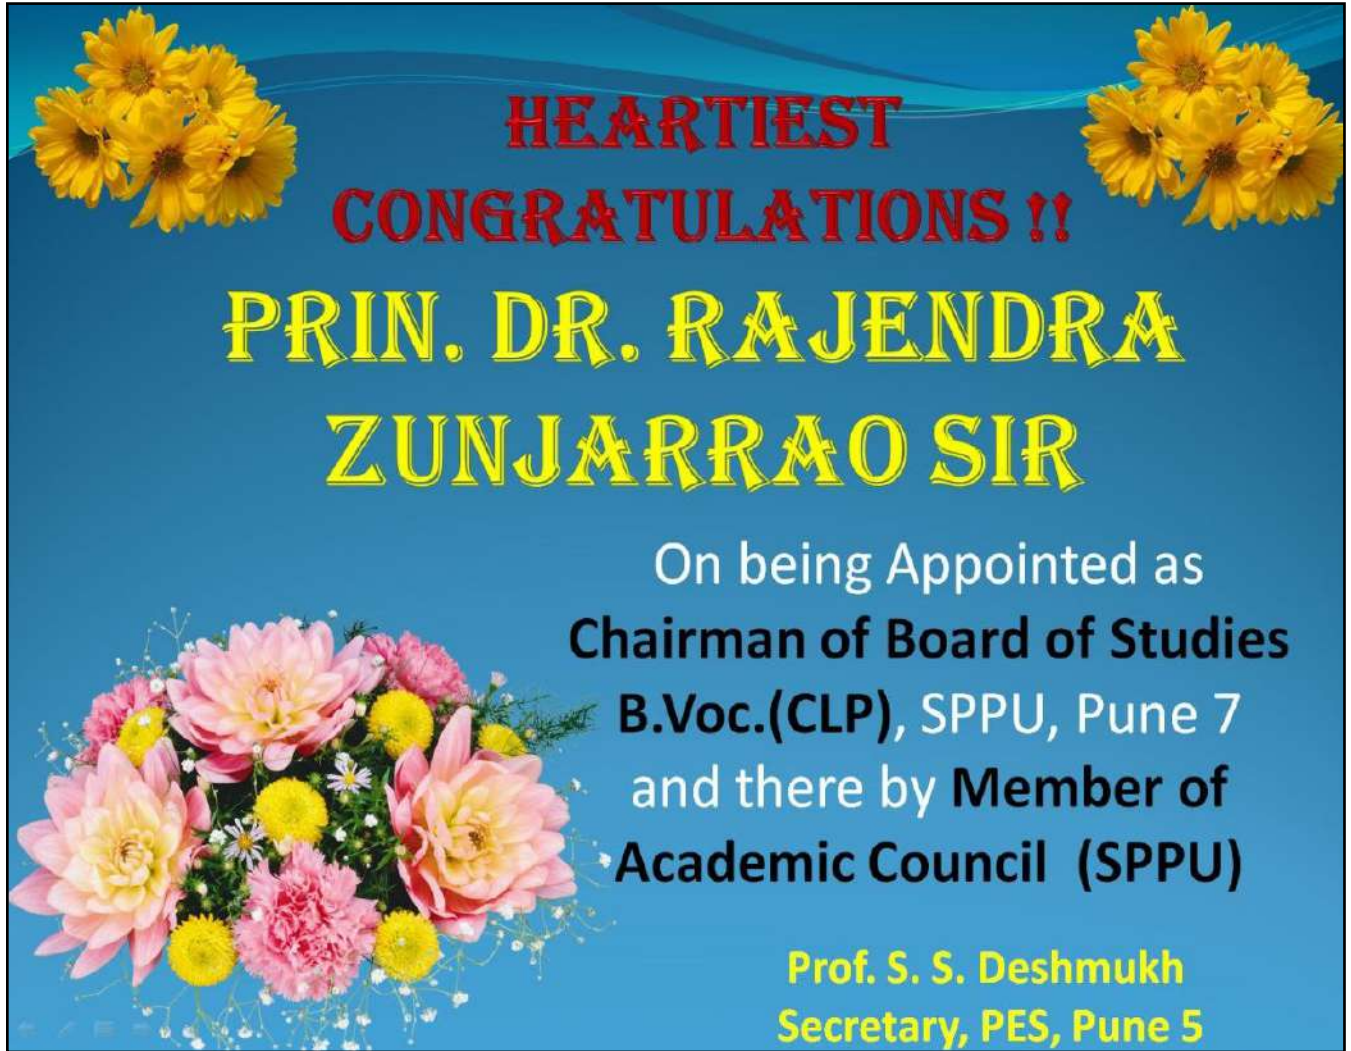 HEARTIEST
CONGRATULATIONS !!
PRIN. DR. RAJENDRA
ZUNJARRAO SIR
On being Appointed as
Chairman of Board of Studies
B.Voc.(CLP), SPPU, Pune 7
and there by Member of
Academic Council (SPPU)
Prof. S. S. Deshmukh
Secretary, PES, Pune 5